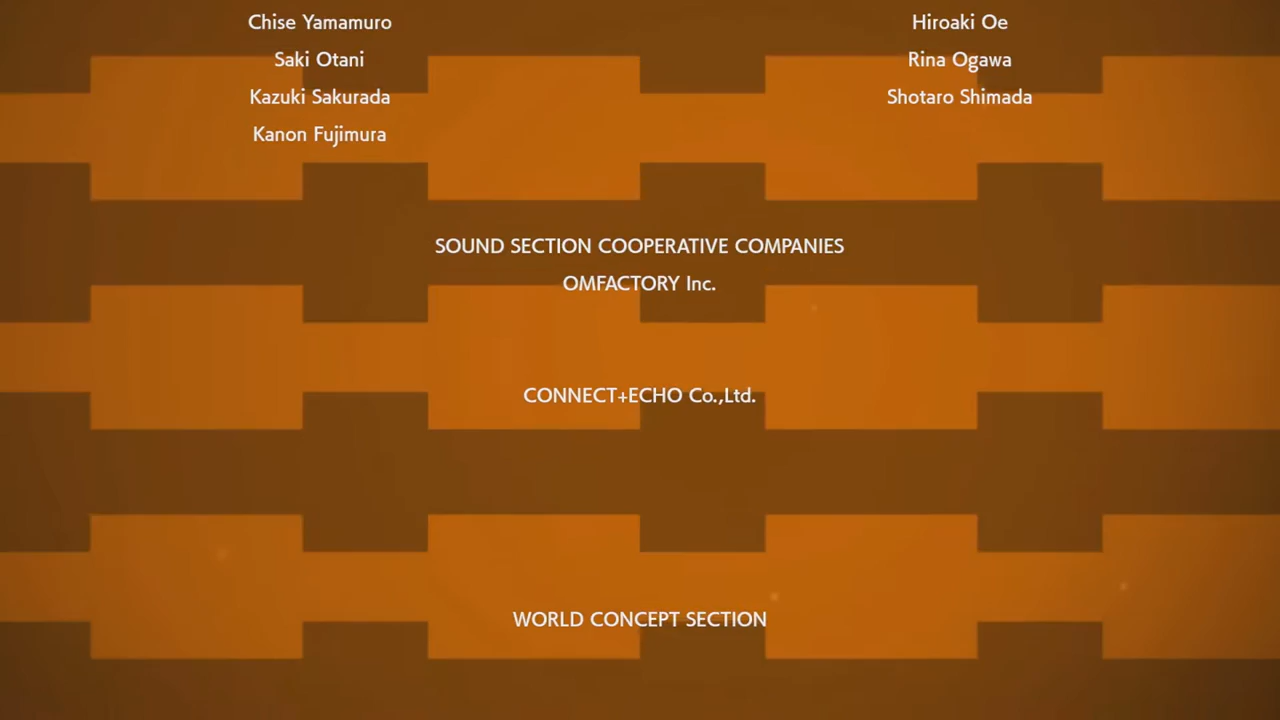 Chise Yamamuro
Hiroaki Oe
Saki Otani
Rina Ogawa
Kazuki Sakurada
Shotaro Shimada
Kanon Fujimura
SOUND SECTION COOPERATIVE COMPANIES
OMFACTORY Inc.
CONNECT+ECHO Co.,Ltd.
WORLD CONCEPT SECTION